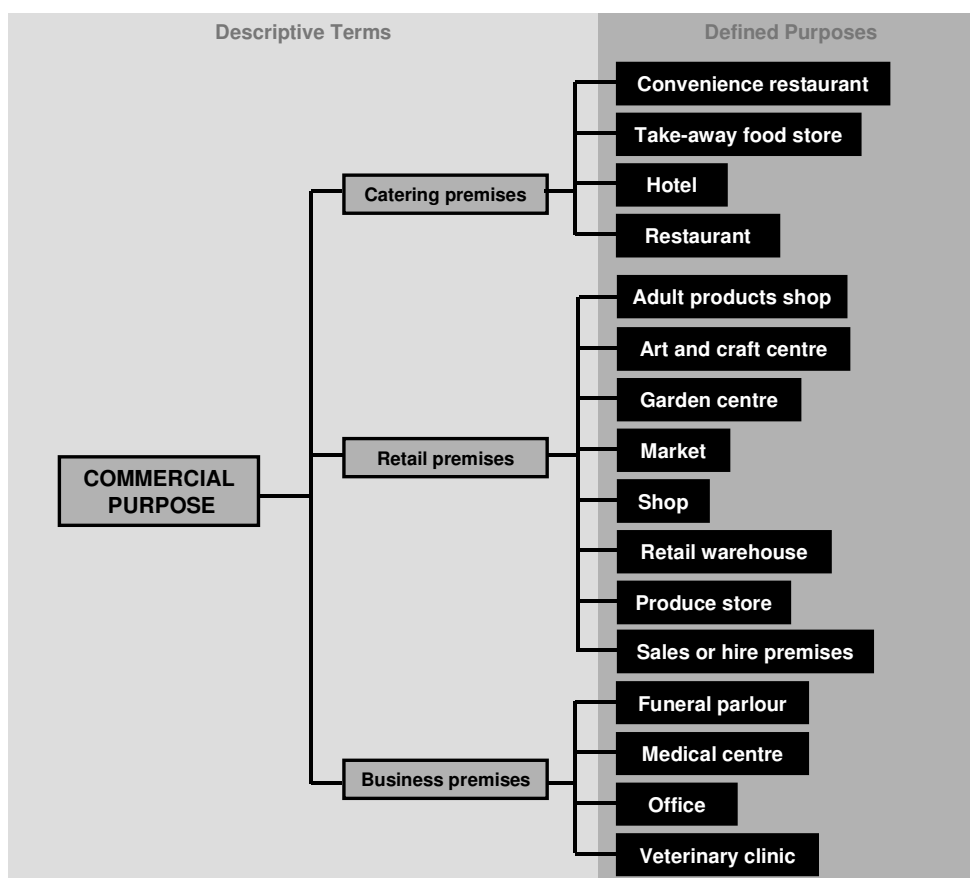 Descriptive Terms
Defined Purposes
COMMERCIAL
PURPOSE
Catering premises
Convenience restaurant
Take-away food store
Hotel
Restaurant
Retail premises
Adult products shop
Art and craft centre
Garden centre
Market
Shop
Retail warehouse
Produce store
Sales or hire premises
Business premises
Funeral parlour
Medical centre
Office
Veterinary clinic